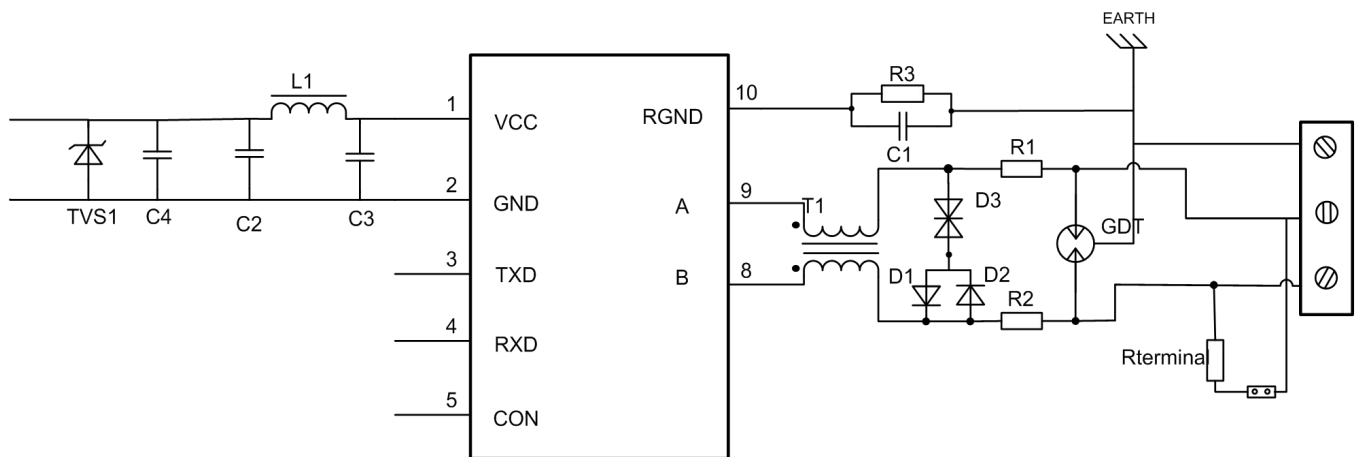 EARTH
L1
R3
1
10
VCC
RGND
C1
R1
2
9
TVS1
C4
C2
C3
GND
A
T1
D3
GDT
3
8
TXD
B
D1
D2
R2
4
RXD
Rterminal
5
CON